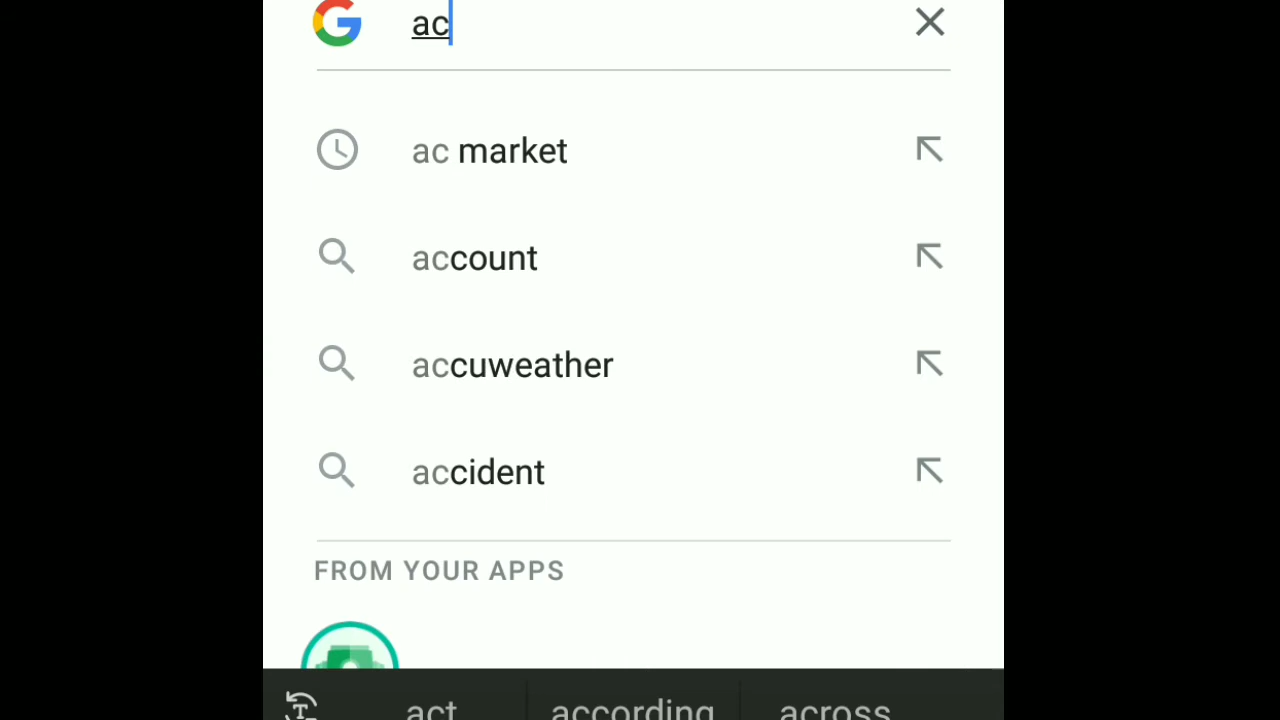 ac
ac market
account
accuweather
accident
FROM YOUR APPS
act according across